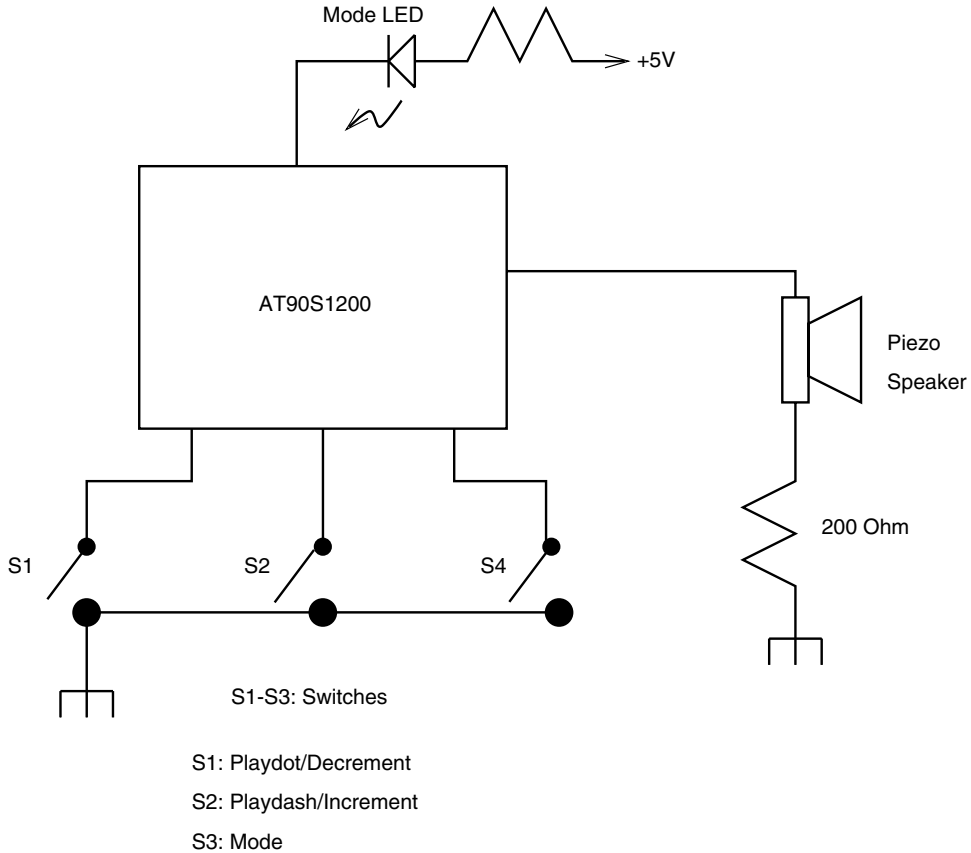 Mode LED
+5V
AT90S1200
Piezo
Speaker
200 Ohm
S1
S2
S4
S1-S3: Switches
S1: Playdot/Decrement
S2: Playdash/Increment
S3: Mode